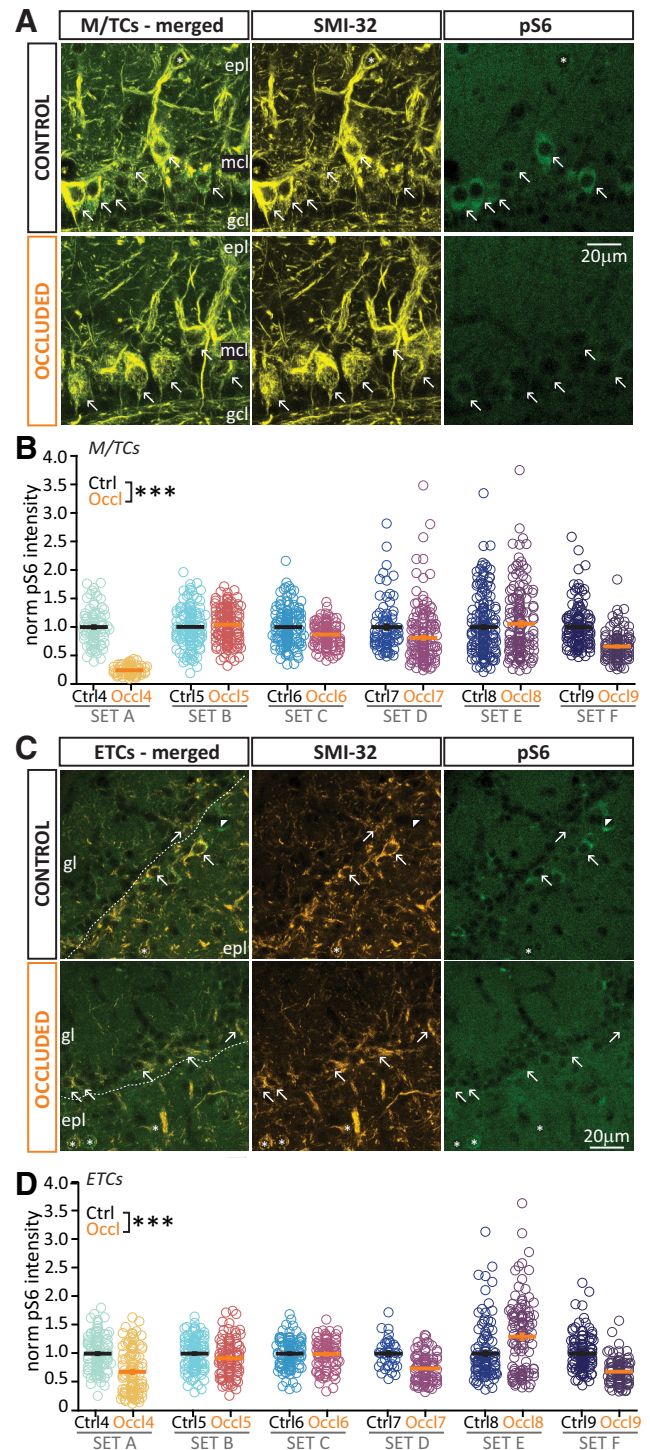 A
M/TCs - merged SMI-32 pS6
CONTROL
epl * * *
mcl
gcl
20µm
OCCLUDED
epl
mcl
gcl
B
M/TCs
Ctrl
Occl ***
norm pS6 intensity
4.0
3.5
3.0
2.5
2.0
1.5
1.0
0.5
0
Ctrl4 Occl4 Ctrl5 Occl5 Ctrl6 Occl6 Ctrl7 Occl7 Ctrl8 Occl8 Ctrl9 Occl9
SET A SET B SET C SET D SET E SET F
C
ETCs - merged SMI-32 pS6
CONTROL
gl
epl
* * *
OCCLUDED
gl
epl
* * * * * * * * *
20µm
D
ETCs
Ctrl
Occl ***
norm pS6 intensity
4.0
3.5
3.0
2.5
2.0
1.5
1.0
0.5
0
Ctrl4 Occl4 Ctrl5 Occl5 Ctrl6 Occl6 Ctrl7 Occl7 Ctrl8 Occl8 Ctrl9 Occl9
SET A SET B SET C SET D SET E SET F